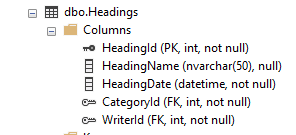 dbo.Headings
Columns
HeadingId (PK, int, not null)
HeadingName (nvarchar(50), null)
HeadingDate (datetime, not null)
CategoryId (FK, int, not null)
WriterId (FK, int, not null)